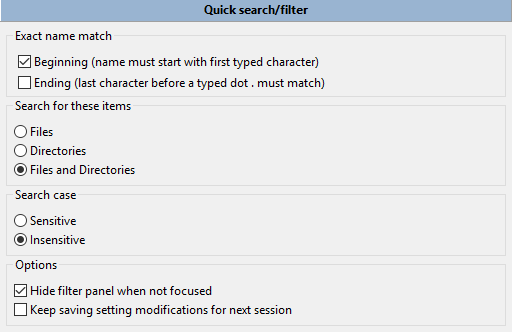 Quick search/filter
Exact name match
Beginning (name must start with first typed character)
Ending (last character before a typed dot . must match)
Search for these items
Files
Directories
Files and Directories
Search case
Sensitive
Insensitive
Options
Hide filter panel when not focused
Keep saving setting modifications for next session